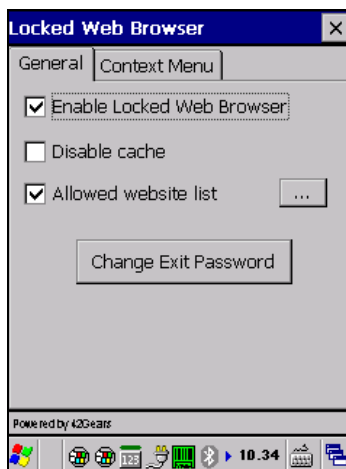 Locked Web Browser
General Context Menu
Enable Locked Web Browser
Disable cache
Allowed website list ...
Change Exit Password
Powered by 42Gears
123 10.34